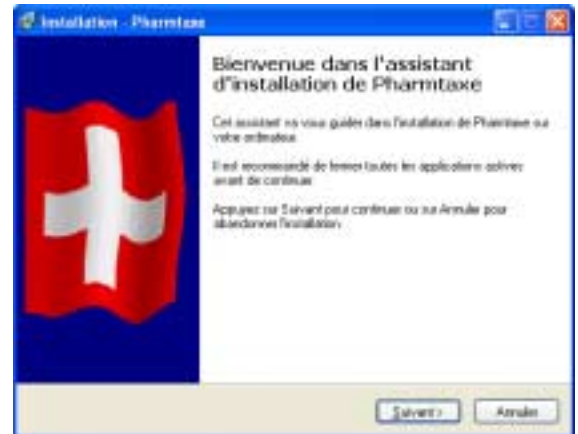 Installation - Pharmtaxe
Bienvenue dans l'assistant
d'installation de Pharmtaxe
Cet assistant va vous guider dans l'installation de Pharmtaxe sur
votre ordinateur.
Il est recommandé de fermer toutes les applications actives
avant de continuer.
Appuyez sur Suivant pour continuer ou sur Annuler pour
abandonner l'installation.
Suivant >
Annuler